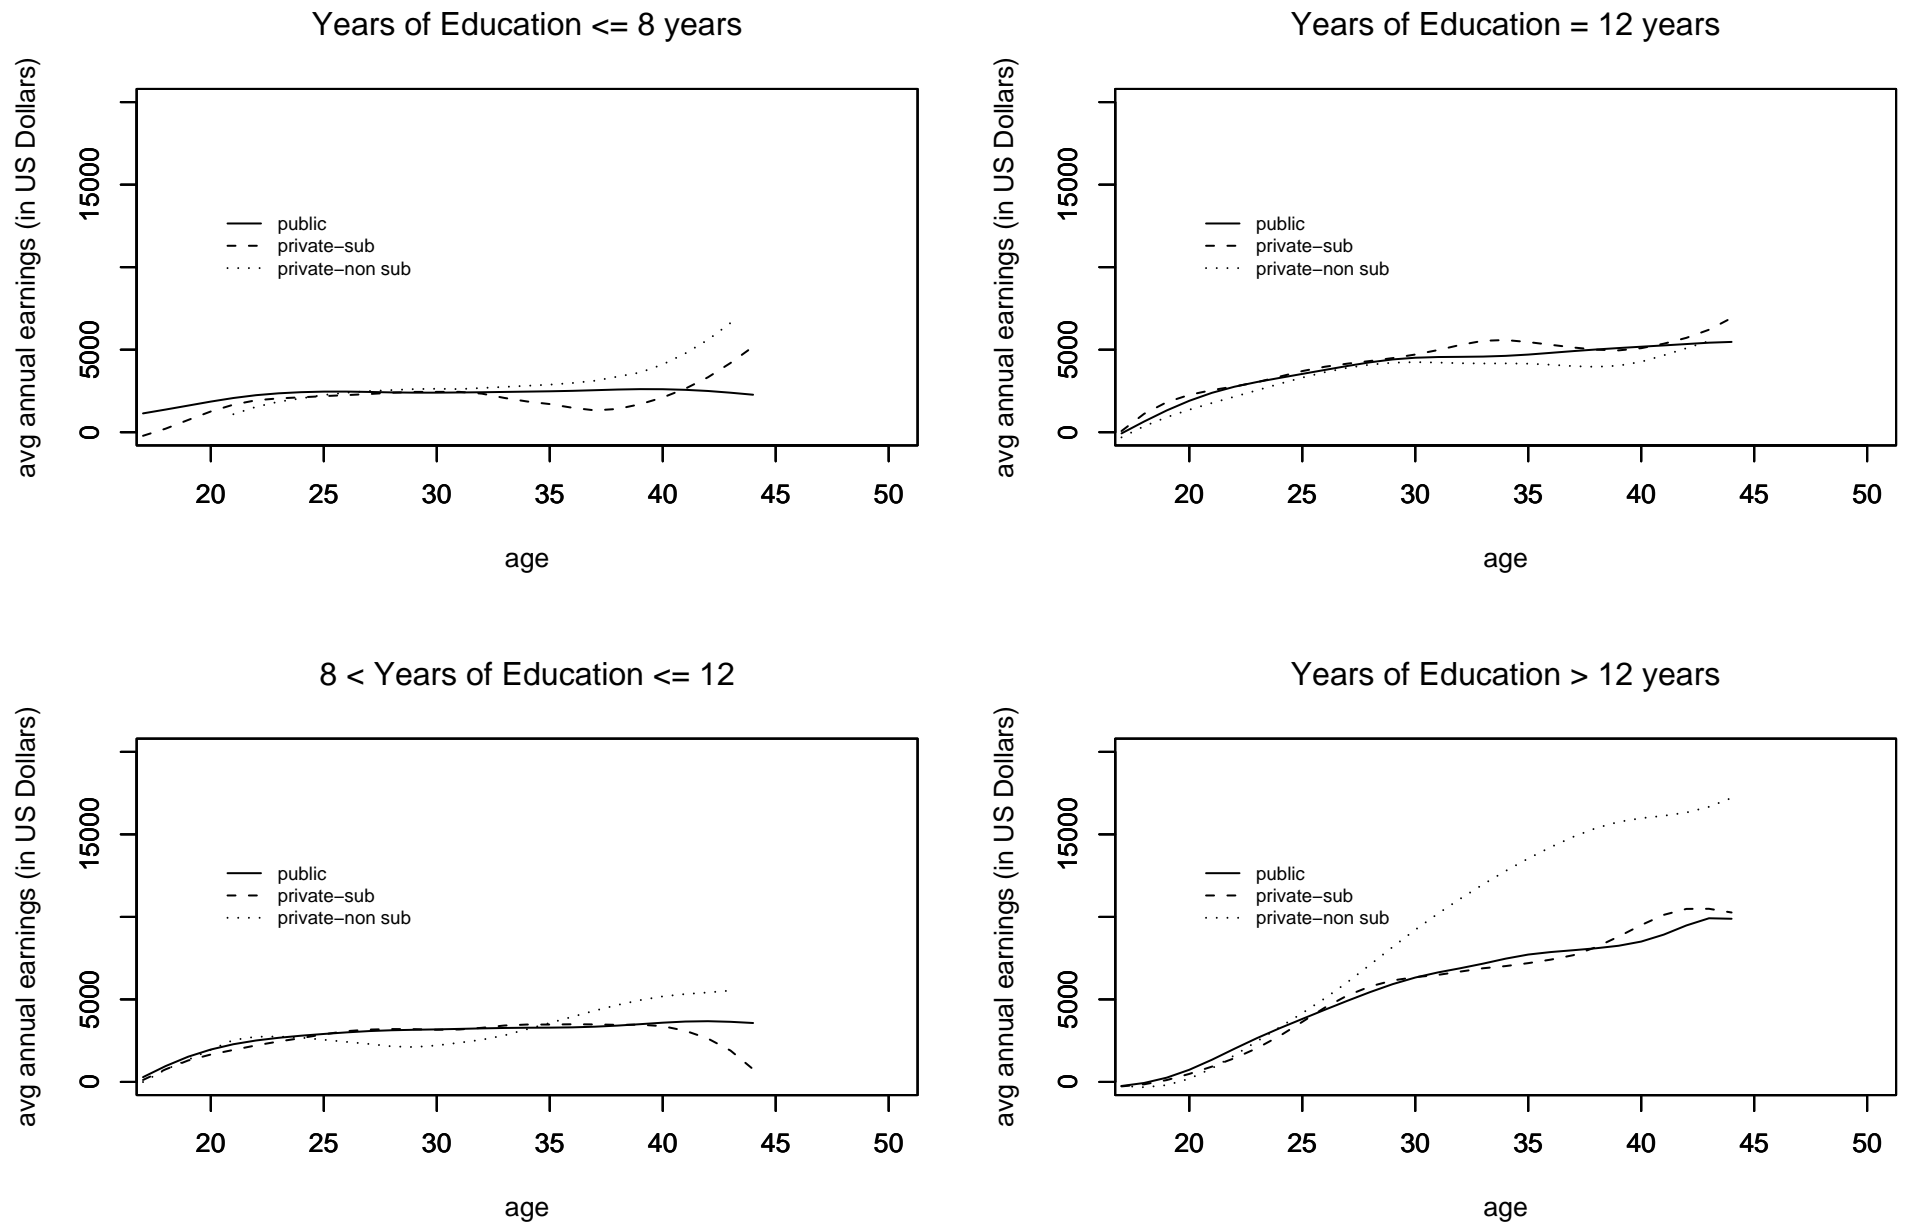 Years of Education <= 8 years
avg annual earnings (in US Dollars)
15000
5000
0
public
private−sub
private−non sub
20 25 30 35 40 45 50
age
Years of Education = 12 years
avg annual earnings (in US Dollars)
15000
5000
0
public
private−sub
private−non sub
20 25 30 35 40 45 50
age
8 < Years of Education <= 12
avg annual earnings (in US Dollars)
15000
5000
0
public
private−sub
private−non sub
20 25 30 35 40 45 50
age
Years of Education > 12 years
avg annual earnings (in US Dollars)
15000
5000
0
public
private−sub
private−non sub
20 25 30 35 40 45 50
age